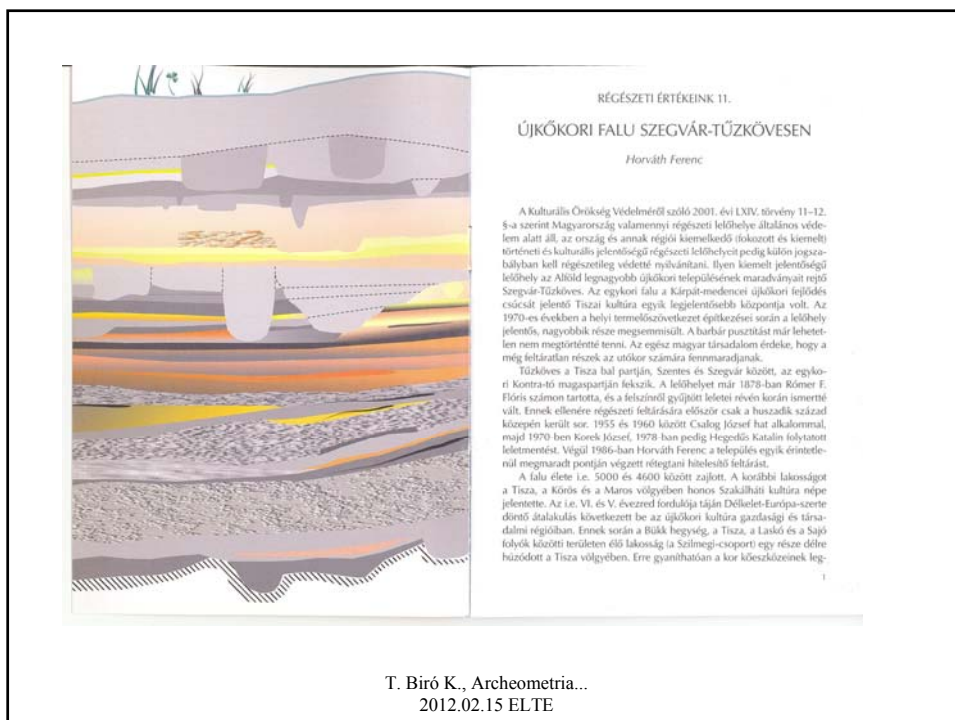 RÉGÉSZETI ÉRTÉKEINK 11.
ÚJKŐKORI FALU SZEGVÁR-TŰZKÖVESEN
Horváth Ferenc
A Kulturális Örökség Védelméről szóló 2001. évi LXIV. törvény 11–12.
§-a szerint Magyarország valamennyi régészeti lelőhelye általános véde-
lem alatt áll, az ország és annak régiói kiemelkedő (fokozott és kiemelt)
történeti és kulturális jelentőségű régészeti lelőhelyeit pedig külön jogsza-
bályban kell régészetileg védetté nyilvánítani. Ilyen kiemelt jelentőségű
lelőhely az Alföld legnagyobb újkőkori településének maradványait rejtő
Szegvár-Tűzköves. Az egykori falu a Kárpát-medencei újkőkori fejlődés
csúcsát jelentő Tiszai kultúra egyik legjelentősebb központja volt. Az
1970-es években a helyi termelőszövetkezet építkezései során a lelőhely
jelentős, nagyobbik része megsemmisült. A barbár pusztítást már lehetet-
len nem megtörténtté tenni. Az egész magyar társadalom érdeke, hogy a
még feltáratlan részek az utókor számára fennmaradjanak.
Tűzköves a Tisza bal partján, Szentes és Szegvár között, az egyko-
ri Kontra-tó magaspartján fekszik. A lelőhelyet már 1878-ban Rómer F.
Flóris számon tartotta, és a felszínről gyűjtött leletei révén korán ismertté
vált. Ennek ellenére régészeti feltárására először csak a huszadik század
közepén került sor. 1955 és 1960 között Csalog József hat alkalommal,
majd 1970-ben Korek József, 1978-ban pedig Hegedűs Katalin folytatott
leletmentést. Végül 1986-ban Horváth Ferenc a település egyik érintetle-
nül megmaradt pontján végzett rétegtani hitelesítő feltárást.
A falu élete i.e. 5000 és 4600 között zajlott. A korábbi lakosságot
a Tisza, a Körös és a Maros völgyében honos Szakálháti kultúra népe
jelentette. Az i.e. VI. és V. évezred fordulója táján Délkelet-Európa-szerte
döntő átalakulás következett be az újkőkori kultúra gazdasági és társa-
dalmi régióiban. Ennek során a Bükk hegység, a Tisza, a Laskó és a Sajó
folyók közötti területen élő lakosság (a Szilmegi-csoport) egy része délre
húzódott a Tisza völgyében. Erre gyaníthatóan a kor kőeszközeinek leg-
1
T. Biró K., Archeometria...
2012.02.15 ELTE